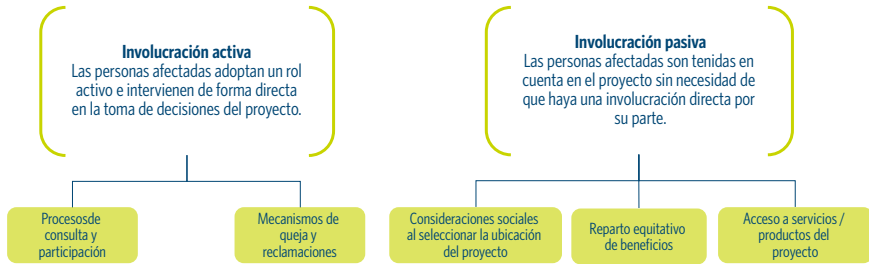 Involucración activa
Las personas afectadas adoptan un rol
activo e intervienen de forma directa
en la toma de decisiones del proyecto.
Involucración pasiva
Las personas afectadas son tenidas en
cuenta en el proyecto sin necesidad de
que haya una involucración directa por
su parte.
Procesosde
consulta y
participación
Mecanismos de
queja y
reclamaciones
Consideraciones sociales
al seleccionar la ubicación
del proyecto
Reparto equitativo
de beneficios
Acceso a servicios /
productos del
proyecto